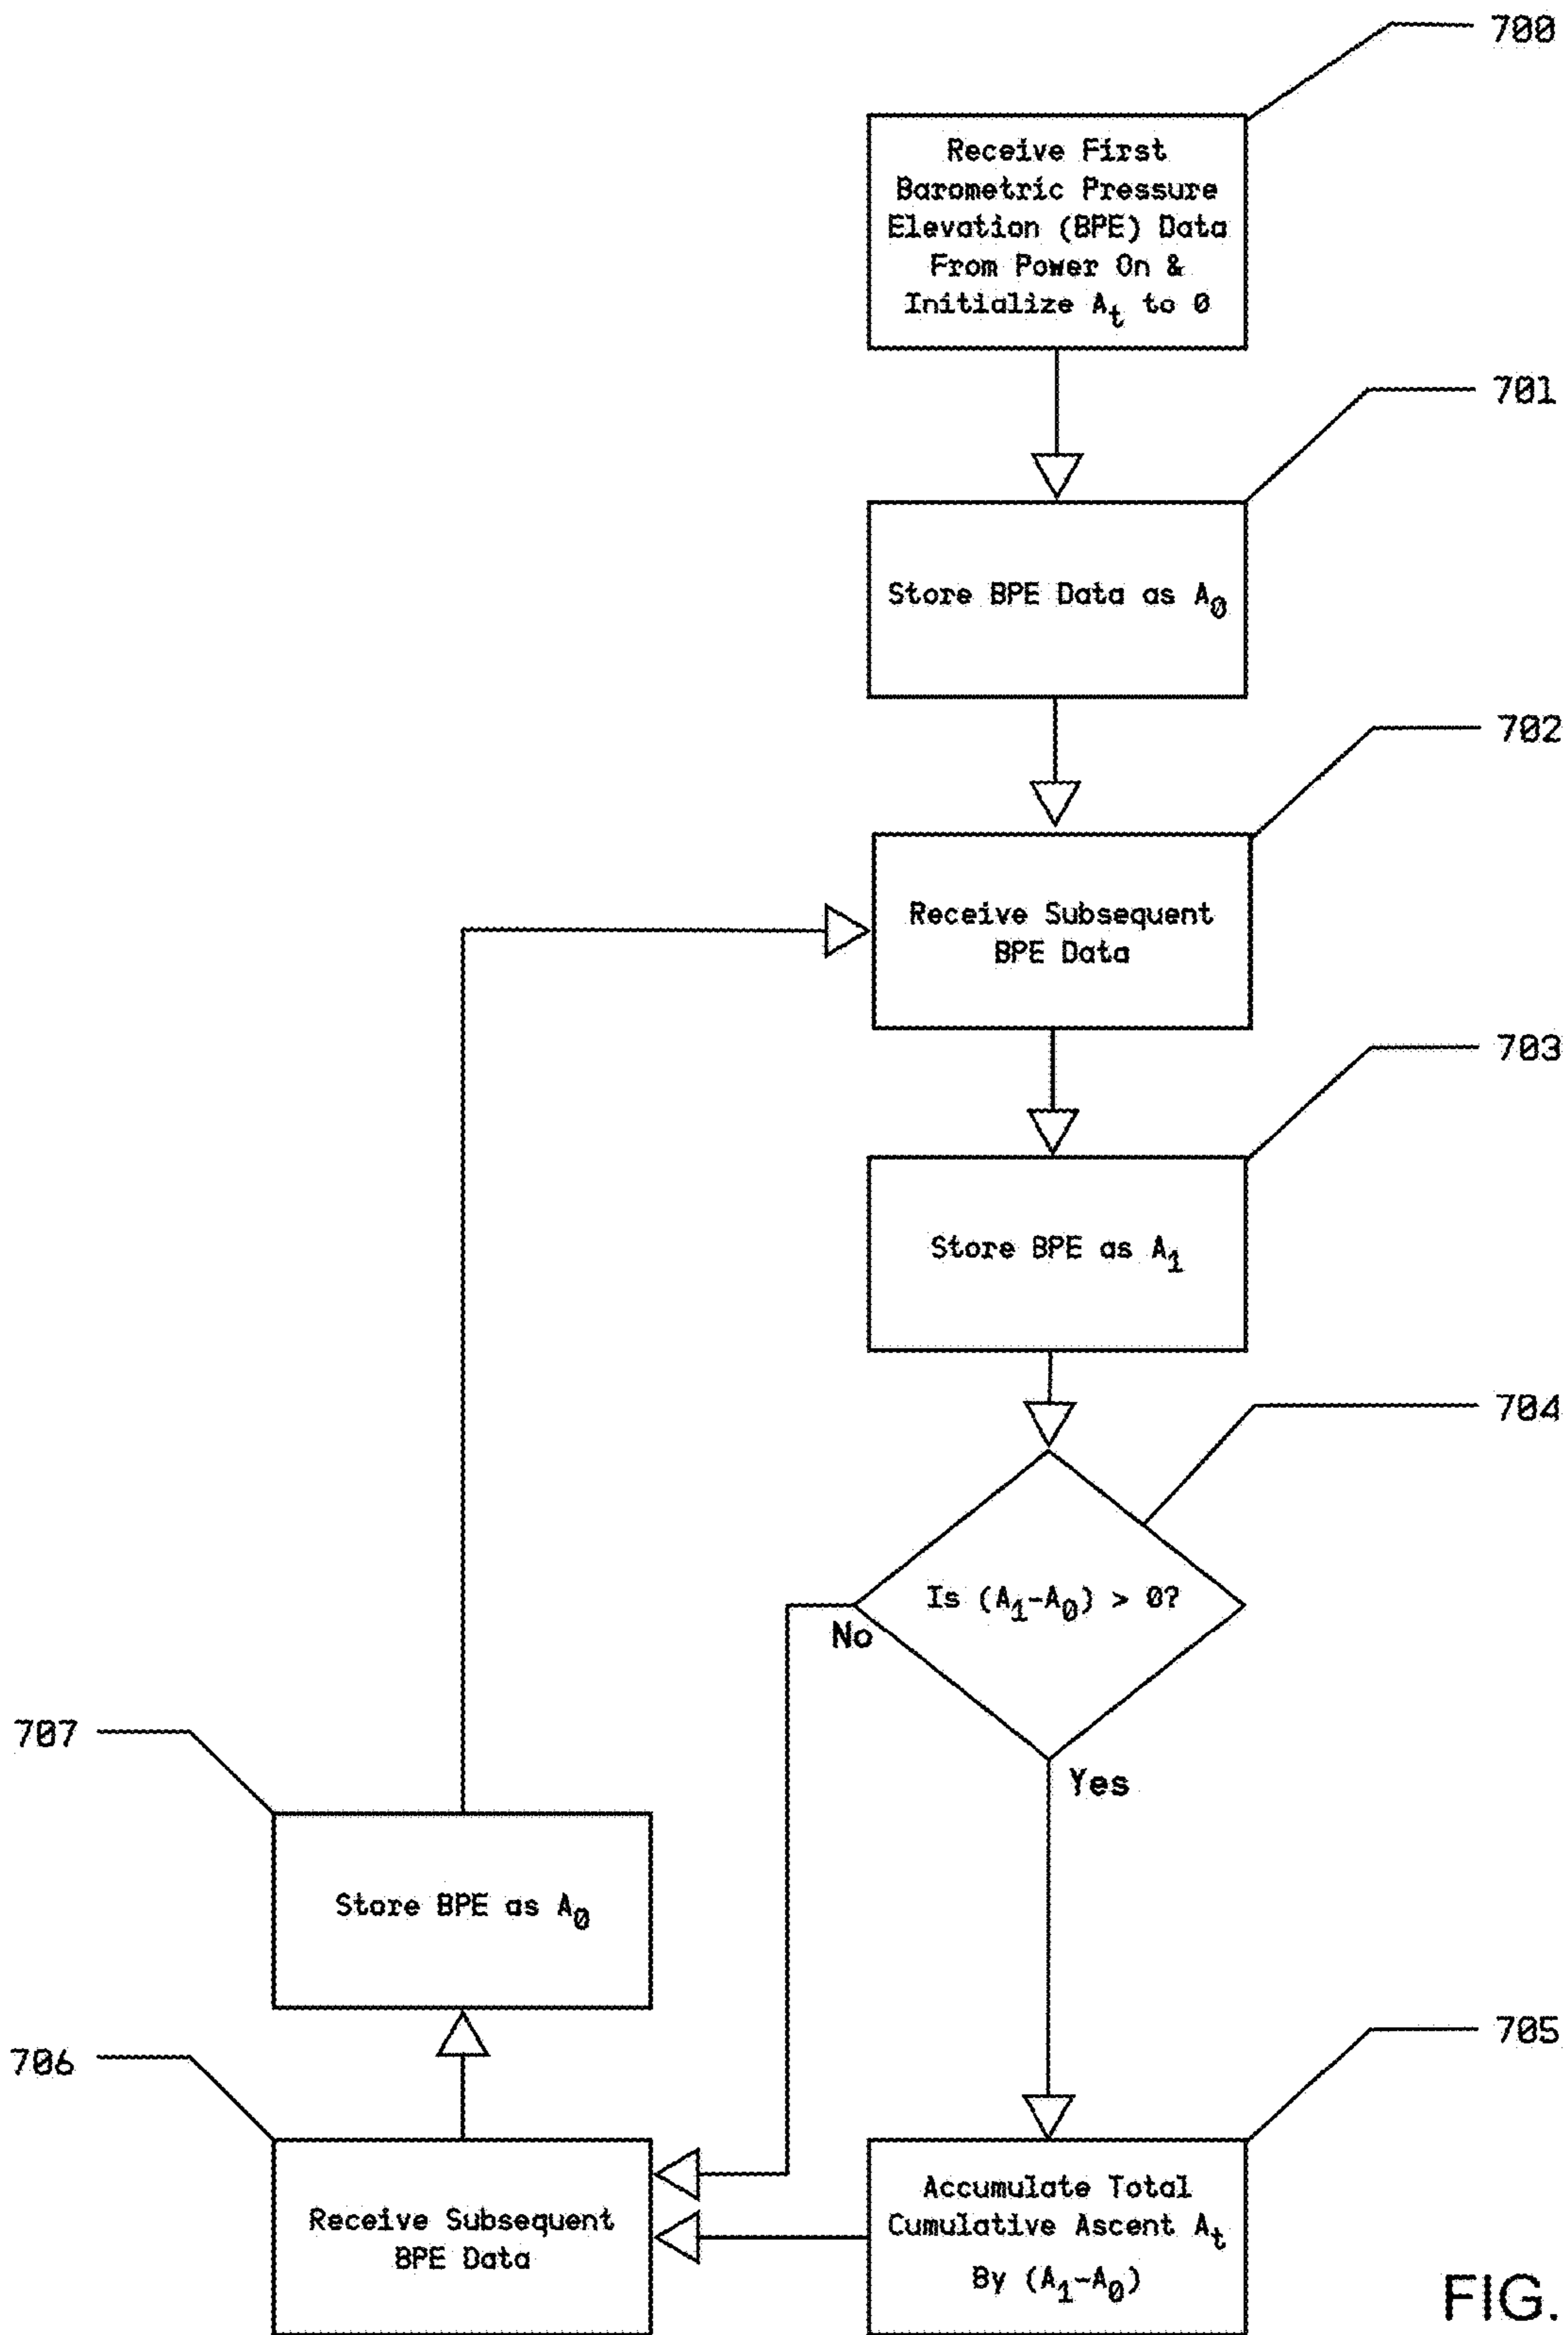 700
Receive First
Barometric Pressure
Elevation (BPE) Data
From Power On &
Initialize Aₜ to 0
701
Store BPE Data as A₀
702
Receive Subsequent
BPE Data
703
Store BPE as A₁
704
Is (A₁-A₀) > 0?
No
Yes
707
Store BPE as A₀
706
Receive Subsequent
BPE Data
705
Accumulate Total
Cumulative Ascent Aₜ
By (A₁-A₀)
FIG.